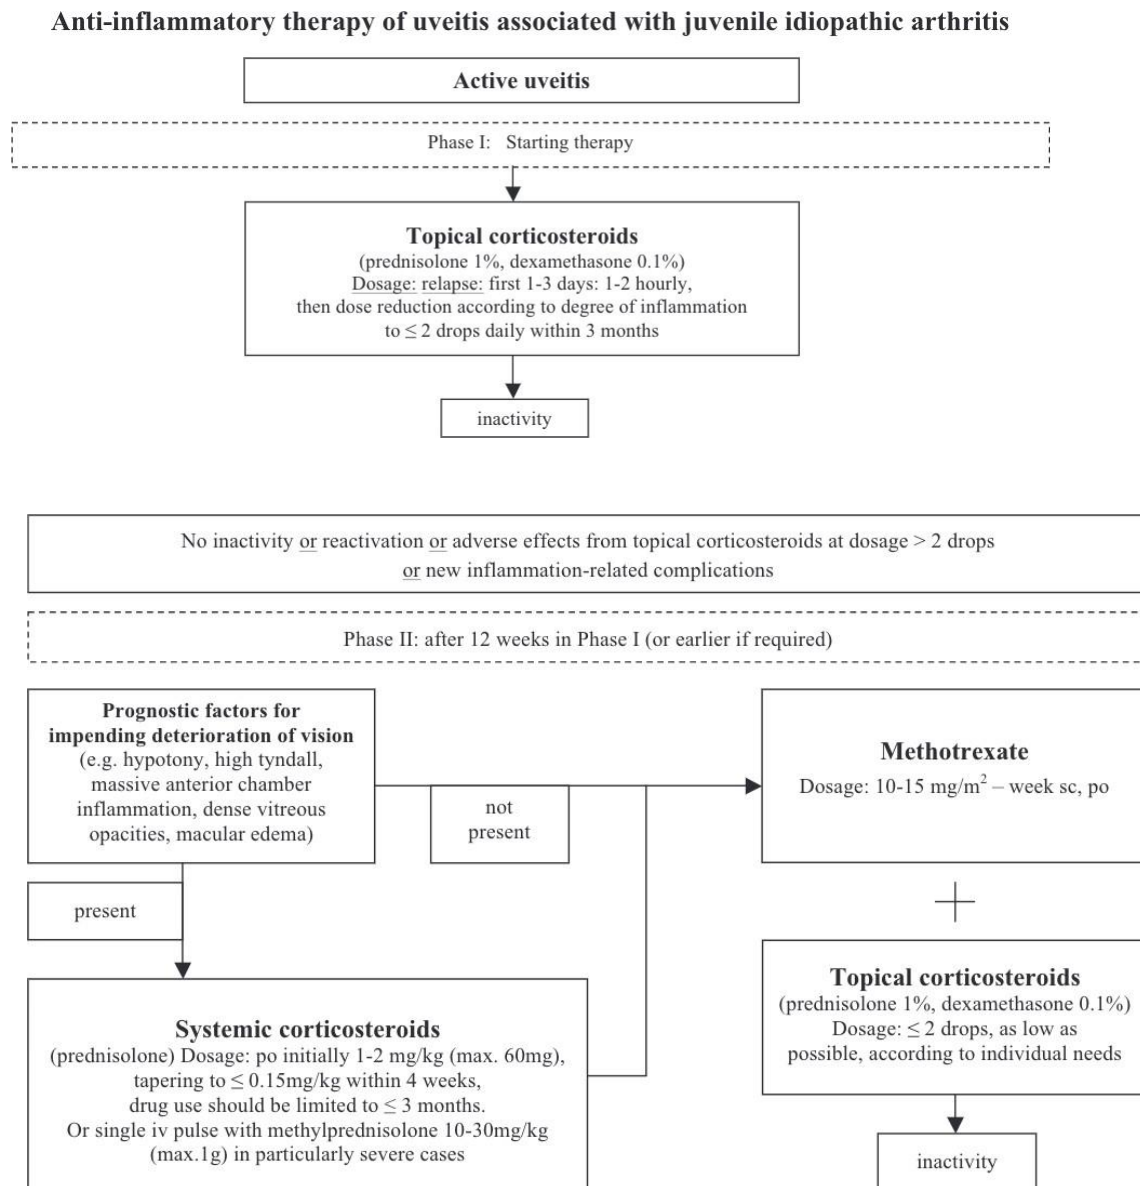 Anti-inflammatory therapy of uveitis associated with juvenile idiopathic arthritis
Active uveitis
Phase I: Starting therapy
Topical corticosteroids
(prednisolone 1%, dexamethasone 0.1%)
Dosage: relapse: first 1-3 days: 1-2 hourly,
then dose reduction according to degree of inflammation
to ≤ 2 drops daily within 3 months
inactivity
No inactivity or reactivation or adverse effects from topical corticosteroids at dosage > 2 drops
or new inflammation-related complications
Phase II: after 12 weeks in Phase I (or earlier if required)
Prognostic factors for
impending deterioration of vision
(e.g. hypotony, high tyndall,
massive anterior chamber
inflammation, dense vitreous
opacities, macular edema)
not
present
Methotrexate
Dosage: 10-15 mg/m² – week sc, po
+
present
Systemic corticosteroids
(prednisolone) Dosage: po initially 1-2 mg/kg (max. 60mg),
tapering to ≤ 0.15mg/kg within 4 weeks,
drug use should be limited to ≤ 3 months.
Or single iv pulse with methylprednisolone 10-30mg/kg
(max.1g) in particularly severe cases
Topical corticosteroids
(prednisolone 1%, dexamethasone 0.1%)
Dosage: ≤ 2 drops, as low as
possible, according to individual needs
inactivity